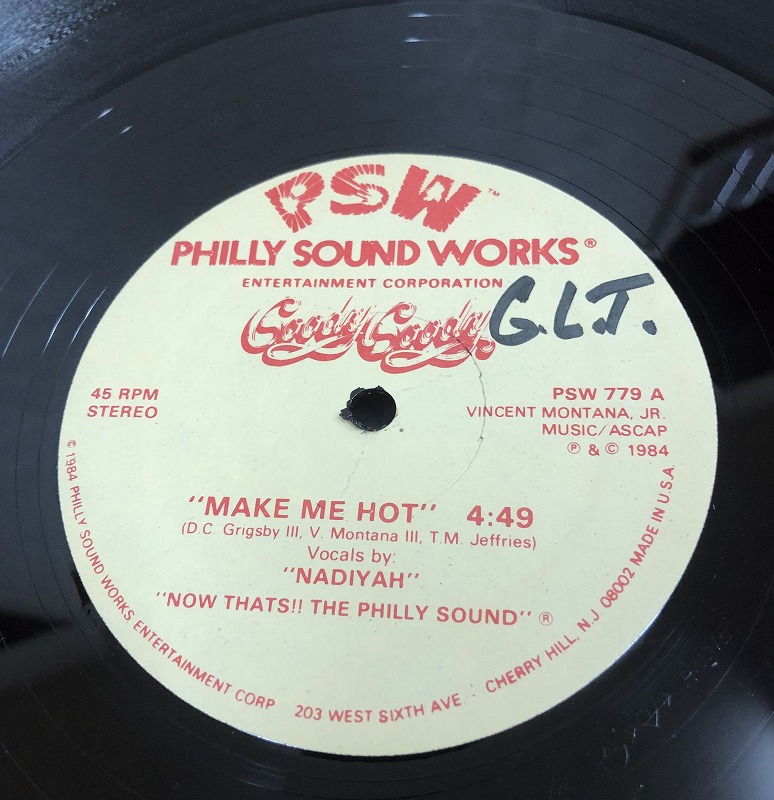 PSW™
PHILLY SOUND WORKS®
ENTERTAINMENT CORPORATION
Goody Goody
G.L.T.
45 RPM
STEREO
PSW 779 A
VINCENT MONTANA, JR.
MUSIC/ASCAP
℗ & © 1984
"MAKE ME HOT" 4:49
(D.C. Grigsby III, V. Montana III, T.M. Jeffries)
Vocals by:
"NADIYAH"
"NOW THATS!! THE PHILLY SOUND" ®
© 1984 PHILLY SOUND WORKS ENTERTAINMENT CORP 203 WEST SIXTH AVE · CHERRY HILL, N.J 08002 MADE IN U.S.A.